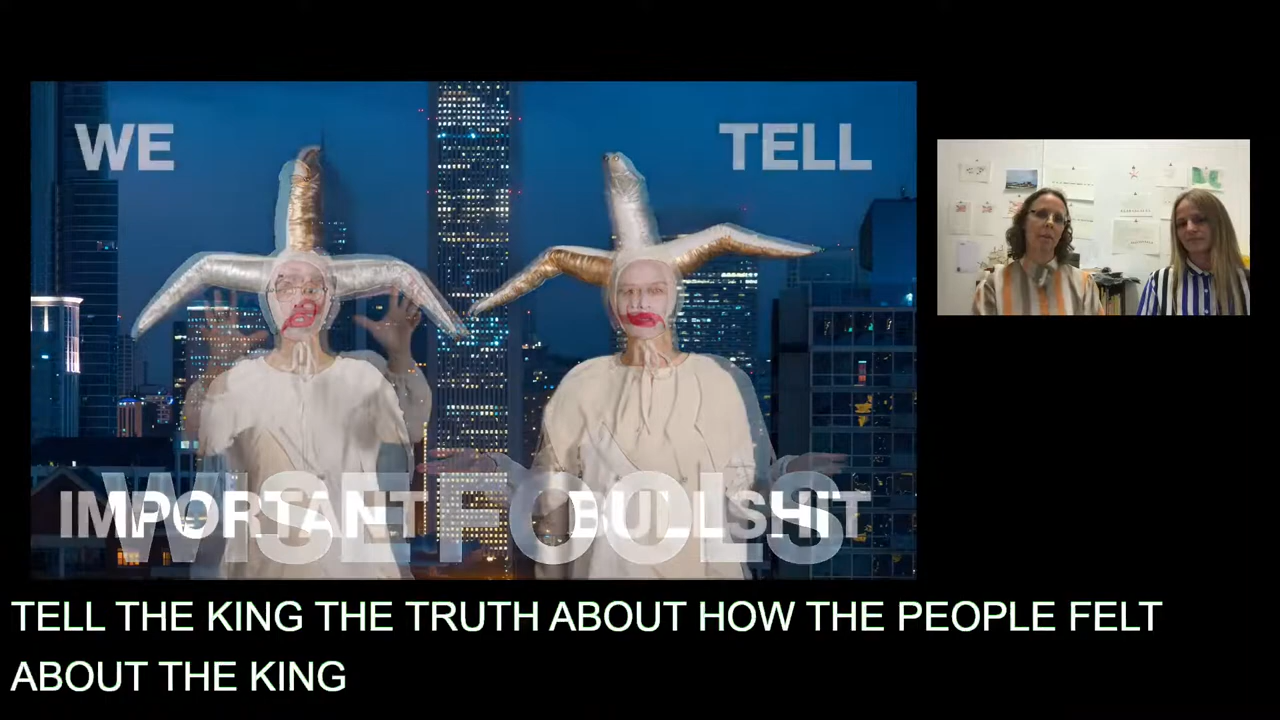 WE TELL
IMPORTANT BULLSHIT
WISE FOOLS
TELL THE KING THE TRUTH ABOUT HOW THE PEOPLE FELT
ABOUT THE KING